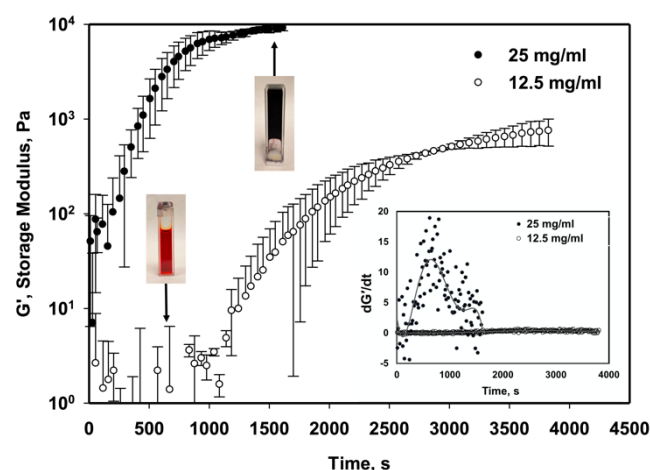 10⁴
10³
10²
10¹
10⁰
G', Storage Modulus, Pa
25 mg/ml
12.5 mg/ml
0 500 1000 1500 2000 2500 3000 3500 4000 4500
Time, s
20
15
10
5
0
-5
dG'/dt
25 mg/ml
12.5 mg/ml
0 1000 2000 3000 4000
Time, s